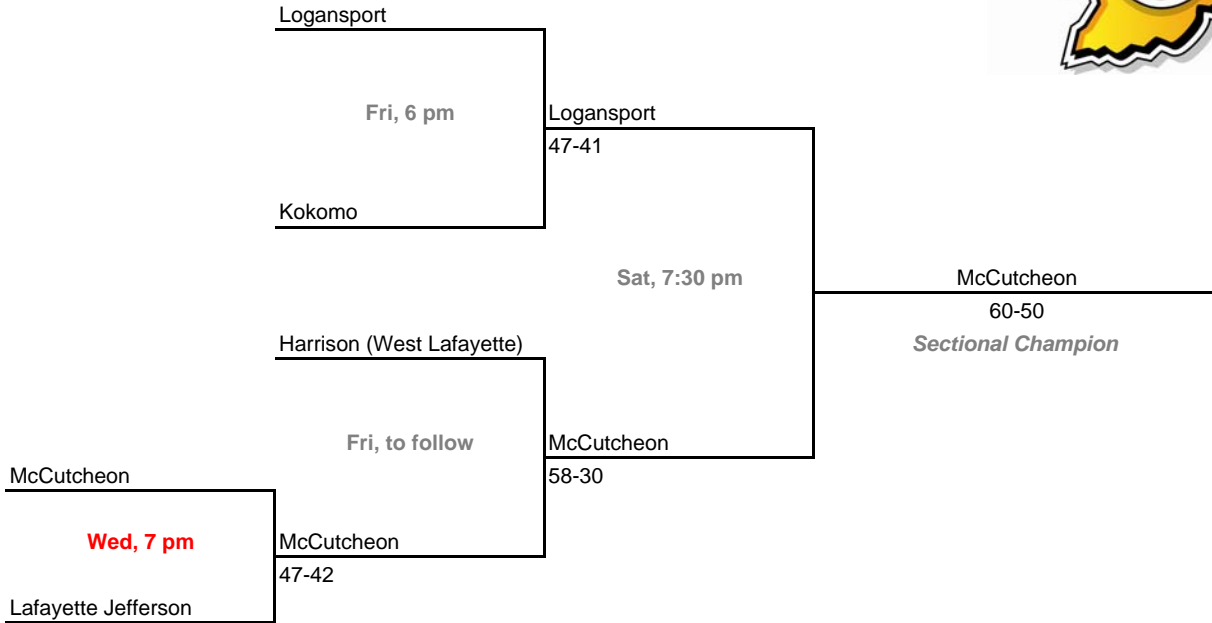 Logansport
Fri, 6 pm
Logansport
47-41
Kokomo
Sat, 7:30 pm
McCutcheon
60-50
Harrison (West Lafayette)
Sectional Champion
Fri, to follow
McCutcheon
McCutcheon
58-30
Wed, 7 pm
McCutcheon
47-42
Lafayette Jefferson